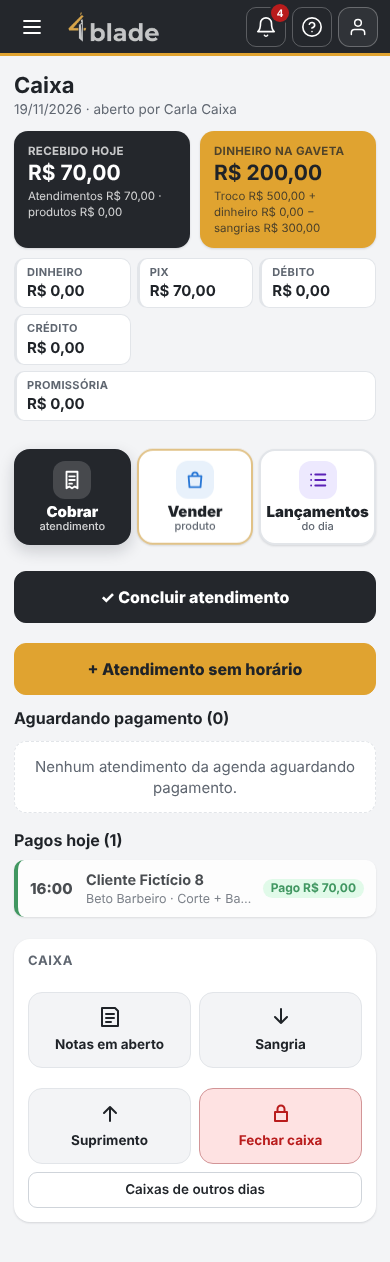 4blade
4
Caixa
19/11/2026 · aberto por Carla Caixa
RECEBIDO HOJE
R$ 70,00
Atendimentos R$ 70,00 ·
produtos R$ 0,00
DINHEIRO NA GAVETA
R$ 200,00
Troco R$ 500,00 +
dinheiro R$ 0,00 −
sangrias R$ 300,00
DINHEIRO
R$ 0,00
PIX
R$ 70,00
DÉBITO
R$ 0,00
CRÉDITO
R$ 0,00
PROMISSÓRIA
R$ 0,00
Cobrar
atendimento
Vender
produto
Lançamentos
do dia
✓ Concluir atendimento
+ Atendimento sem horário
Aguardando pagamento (0)
Nenhum atendimento da agenda aguardando
pagamento.
Pagos hoje (1)
16:00
Cliente Fictício 8
Beto Barbeiro · Corte + Ba...
Pago R$ 70,00
CAIXA
Notas em aberto
Sangria
Suprimento
Fechar caixa
Caixas de outros dias